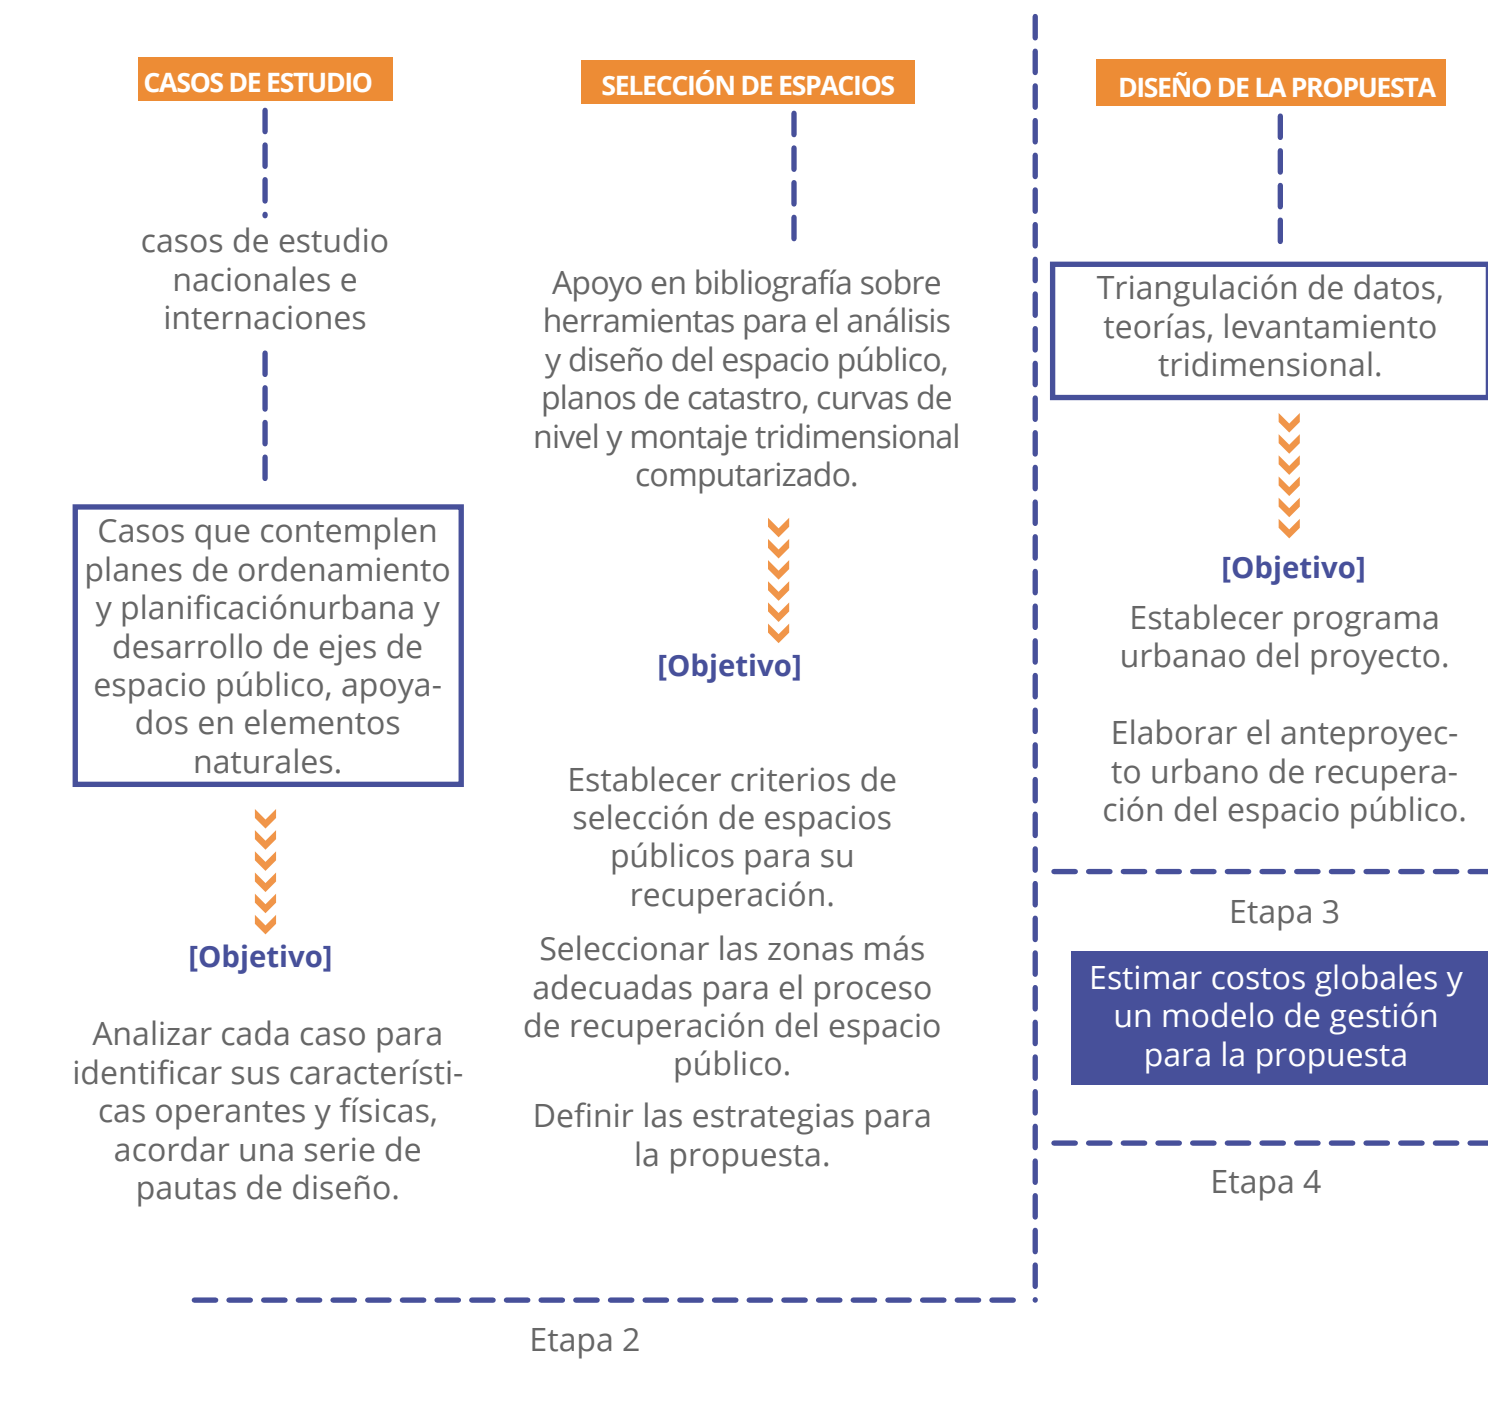 CASOS DE ESTUDIO
casos de estudio
nacionales e
internaciones
Casos que contemplen
planes de ordenamiento
y planificaciónurbana y
desarrollo de ejes de
espacio público, apoya-
dos en elementos
naturales.
[Objetivo]
Analizar cada caso para
identificar sus característi-
cas operantes y físicas,
acordar una serie de
pautas de diseño.
SELECCIÓN DE ESPACIOS
Apoyo en bibliografía sobre
herramientas para el análisis
y diseño del espacio público,
planos de catastro, curvas de
nivel y montaje tridimensional
computarizado.
[Objetivo]
Establecer criterios de
selección de espacios
públicos para su
recuperación.
Seleccionar las zonas más
adecuadas para el proceso
de recuperación del espacio
público.
Definir las estrategias para
la propuesta.
Etapa 2
DISEÑO DE LA PROPUESTA
Triangulación de datos,
teorías, levantamiento
tridimensional.
[Objetivo]
Establecer programa
urbanao del proyecto.
Elaborar el anteproyec-
to urbano de recupera-
ción del espacio público.
Etapa 3
Estimar costos globales y
un modelo de gestión
para la propuesta
Etapa 4